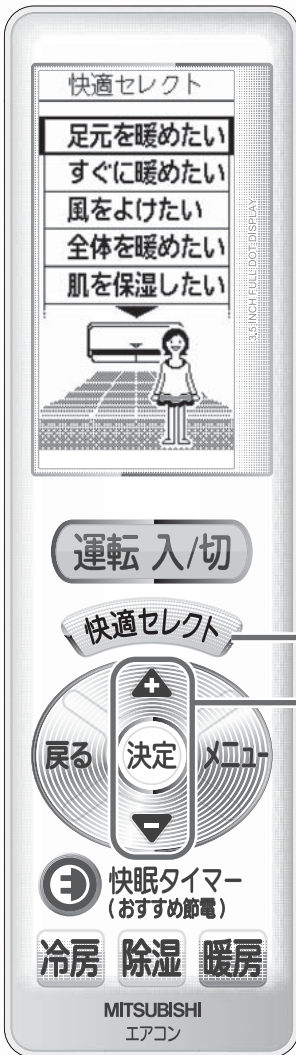 快適セレクト
足元を暖めたい
すぐに暖めたい
風をよけたい
全体を暖めたい
肌を保湿したい
3,5 INCH FULL DOT DISPLAY
運転 入/切
快適セレクト
戻る
決定
メニュー
快眠タイマー
(おすすめ節電)
冷房 除湿 暖房
MITSUBISHI
エアコン